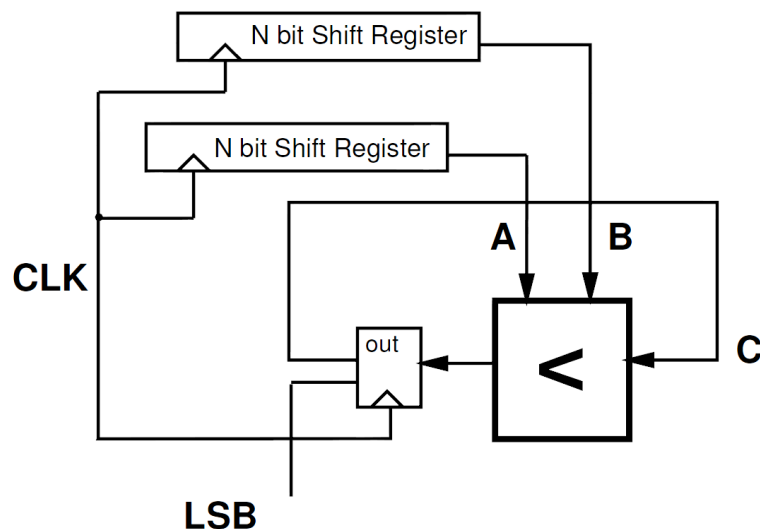 N bit Shift Register
N bit Shift Register
A
B
CLK
out
<
C
LSB